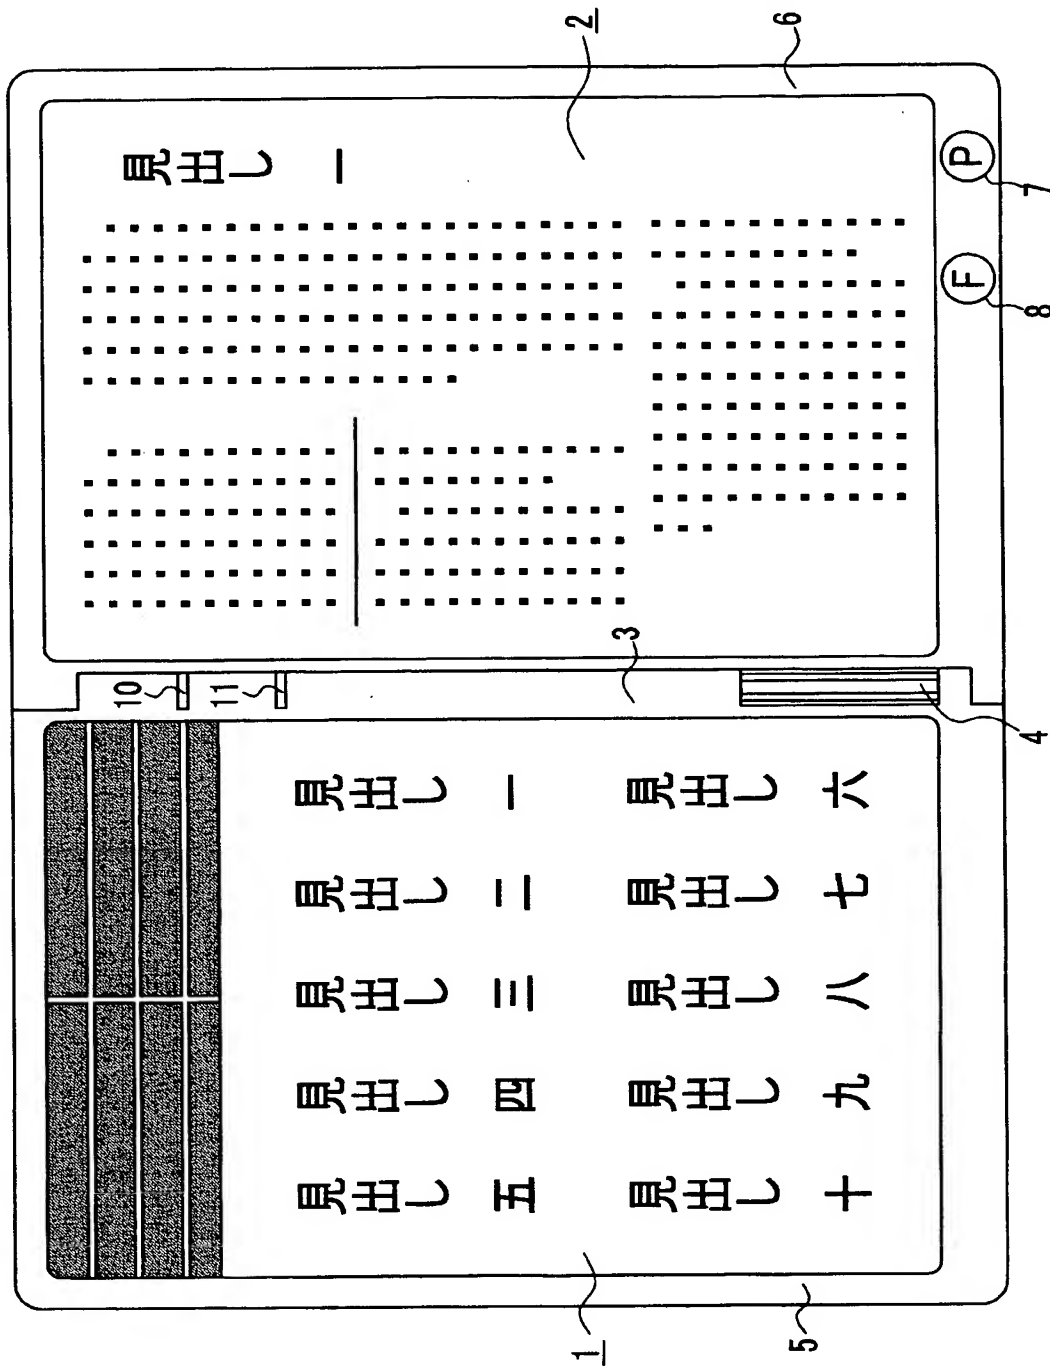 見出し 一
見出し 二
見出し 三
見出し 四
見出し 五
見出し 六
見出し 七
見出し 八
見出し 九
見出し 十
見出し 一
10
11
3
1
2
5
4
6
F
P
8
7